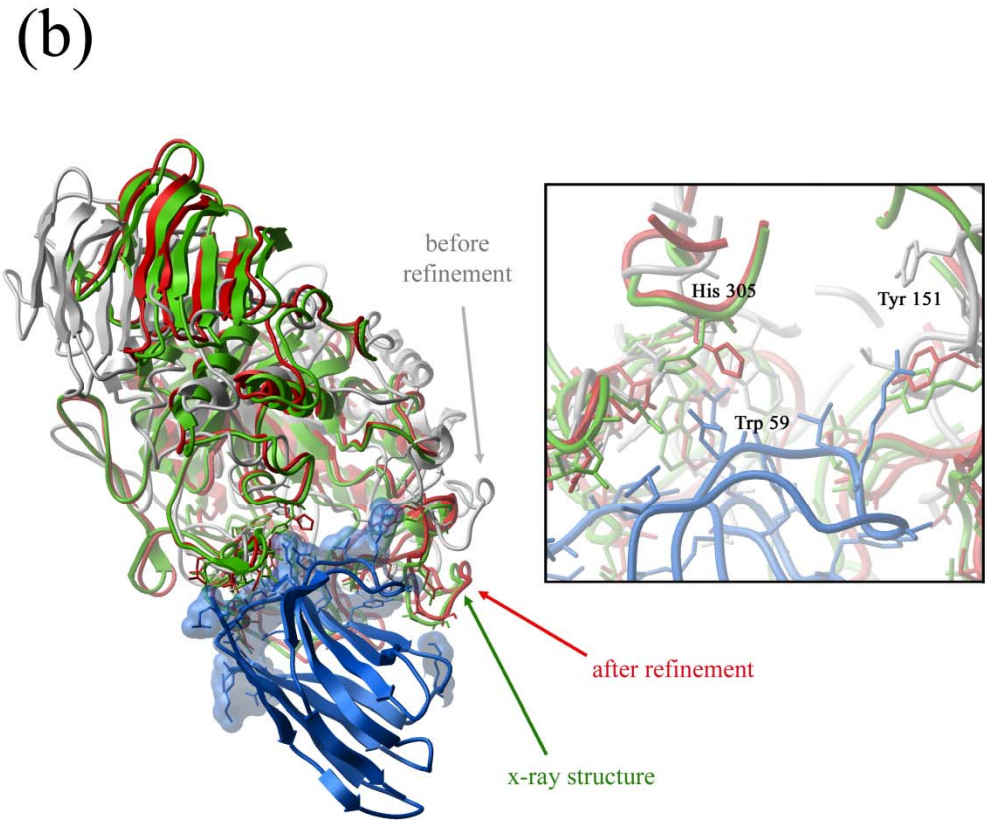 (b)
before
refinement
His 305
Tyr 151
Trp 59
after refinement
x-ray structure